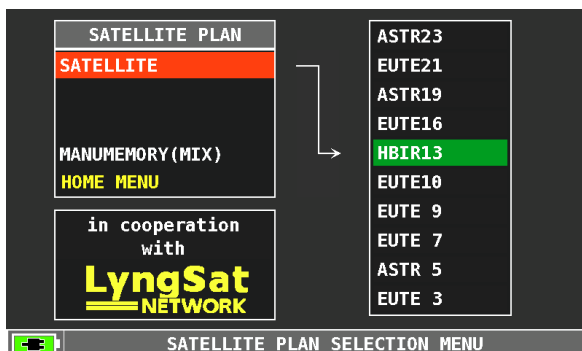 SATELLITE PLAN
SATELLITE
MANUMEMORY(MIX)
HOME MENU
in cooperation
with
LyngSat
NETWORK
ASTR23
EUTE21
ASTR19
EUTE16
HBIR13
EUTE10
EUTE 9
EUTE 7
ASTR 5
EUTE 3
SATELLITE PLAN SELECTION MENU